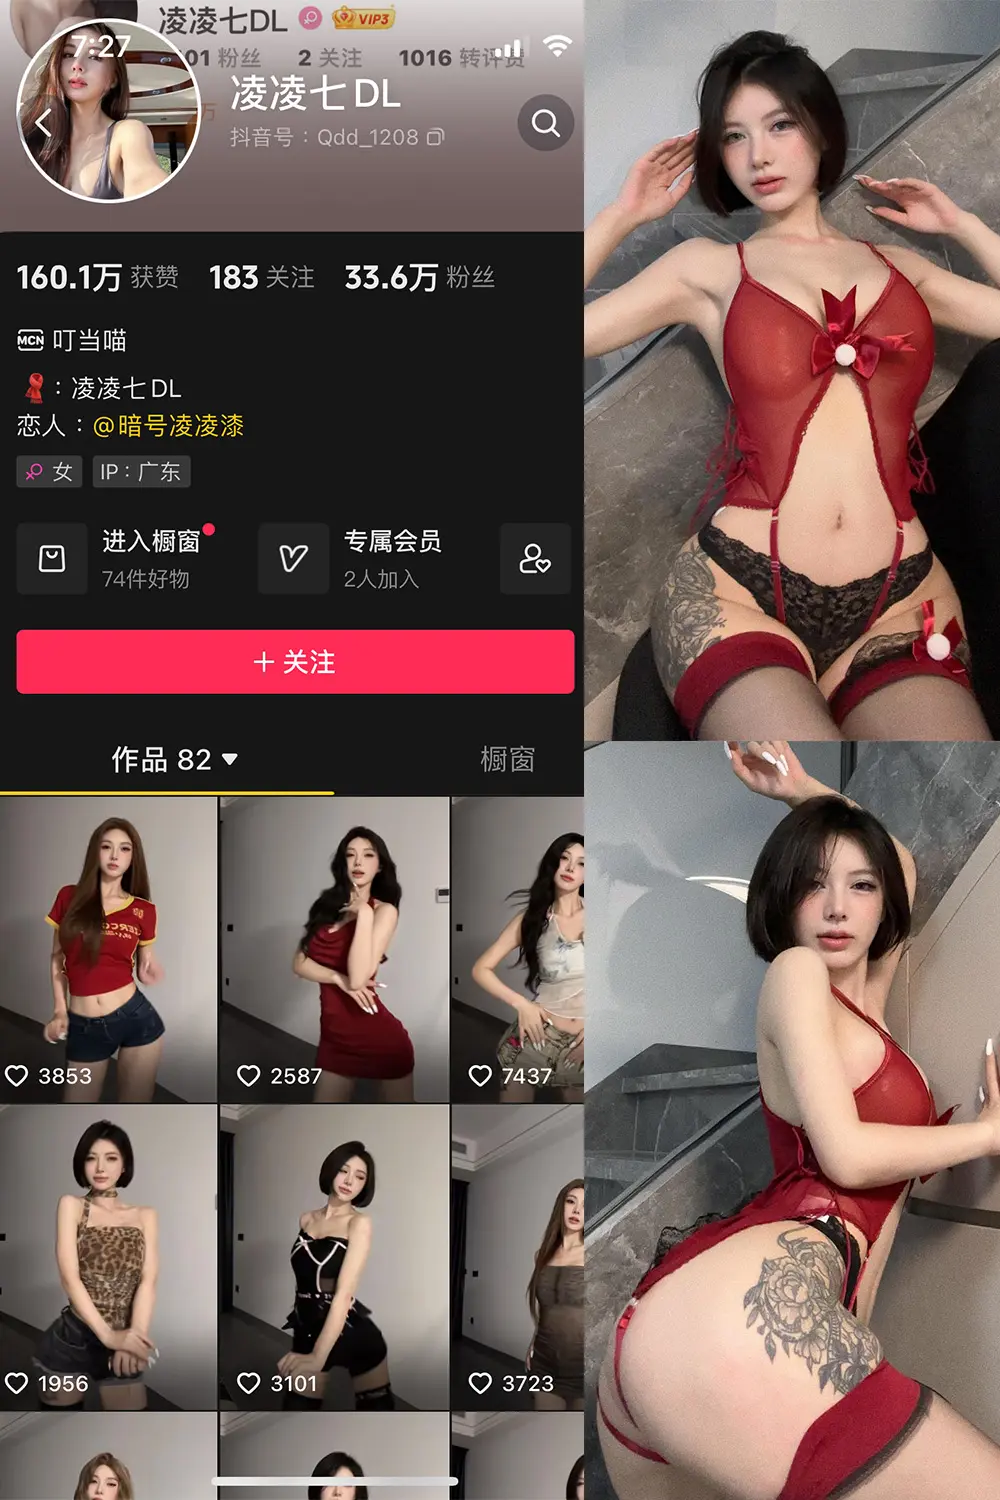 凌凌七DL VIP3
7:27
01 粉丝 2 关注 1016 转评赞
凌凌七DL
抖音号：Qdd_1208
160.1万 获赞 183 关注 33.6万 粉丝
MCN 叮当喵
：凌凌七DL
恋人：@暗号凌凌漆
女 IP：广东
进入橱窗 专属会员
74件好物 2人加入
＋关注
作品 82 橱窗
3853 2587 7437
1956 3101 3723